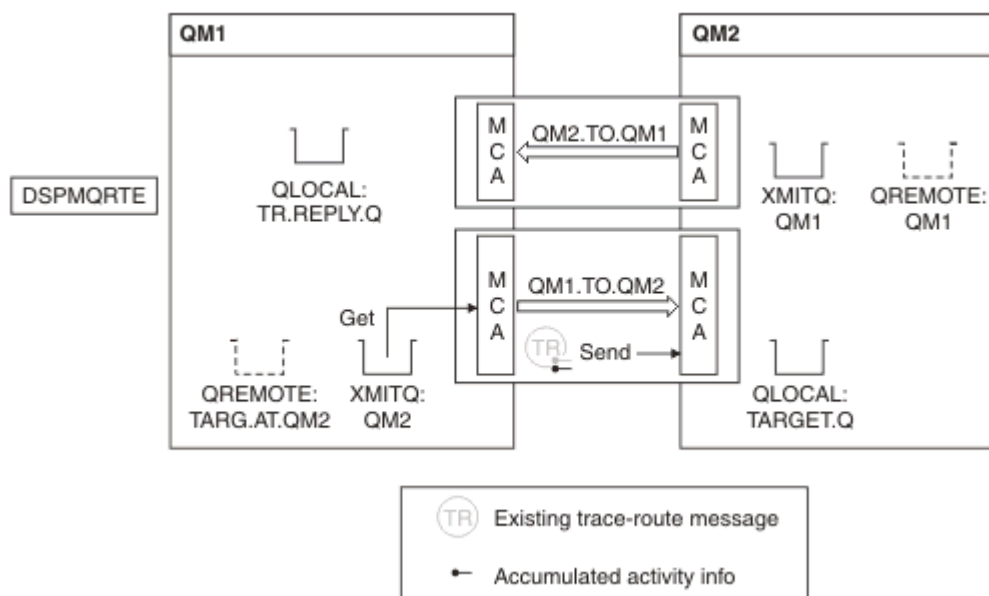 QM1
QM2
M
C
A
QM2.TO.QM1
M
C
A
DSPMQRTE
QLOCAL:
TR.REPLY.Q
XMITQ:
QM1
QREMOTE:
QM1
M
C
A
QM1.TO.QM2
M
C
A
Get
TR
Send
QREMOTE:
TARG.AT.QM2
XMITQ:
QM2
QLOCAL:
TARGET.Q
TR
Existing trace-route message
Accumulated activity info